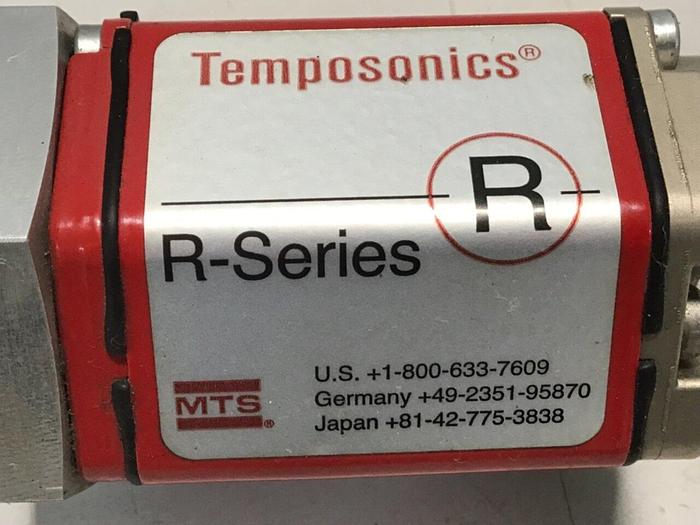 Temposonics®
R
R-Series
MTS®
U.S. +1-800-633-7609
Germany +49-2351-95870
Japan +81-42-775-3838